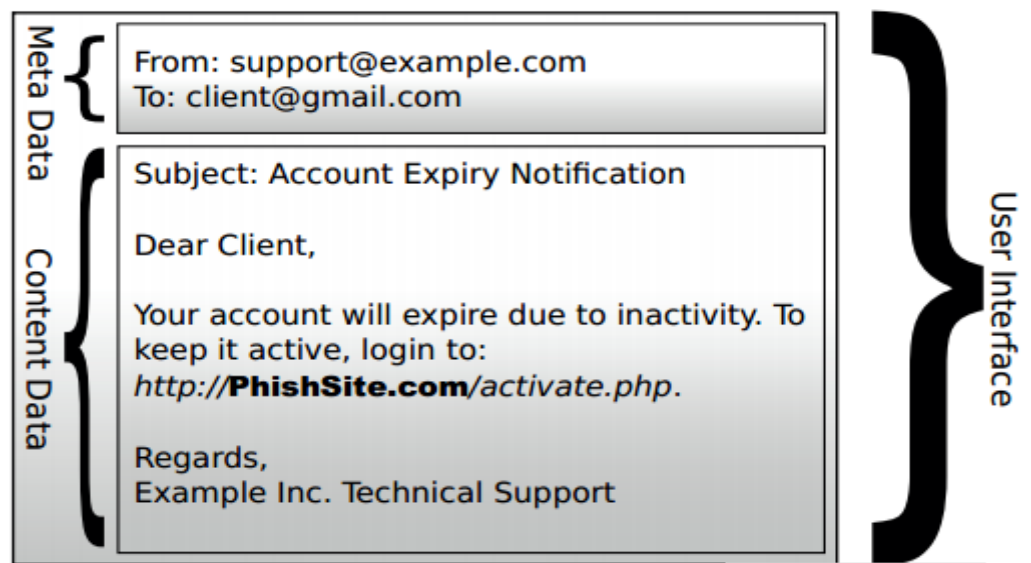 Meta Data
From: support@example.com
To: client@gmail.com
Content Data
Subject: Account Expiry Notification
Dear Client,
Your account will expire due to inactivity. To
keep it active, login to:
http://PhishSite.com/activate.php.
Regards,
Example Inc. Technical Support
User Interface